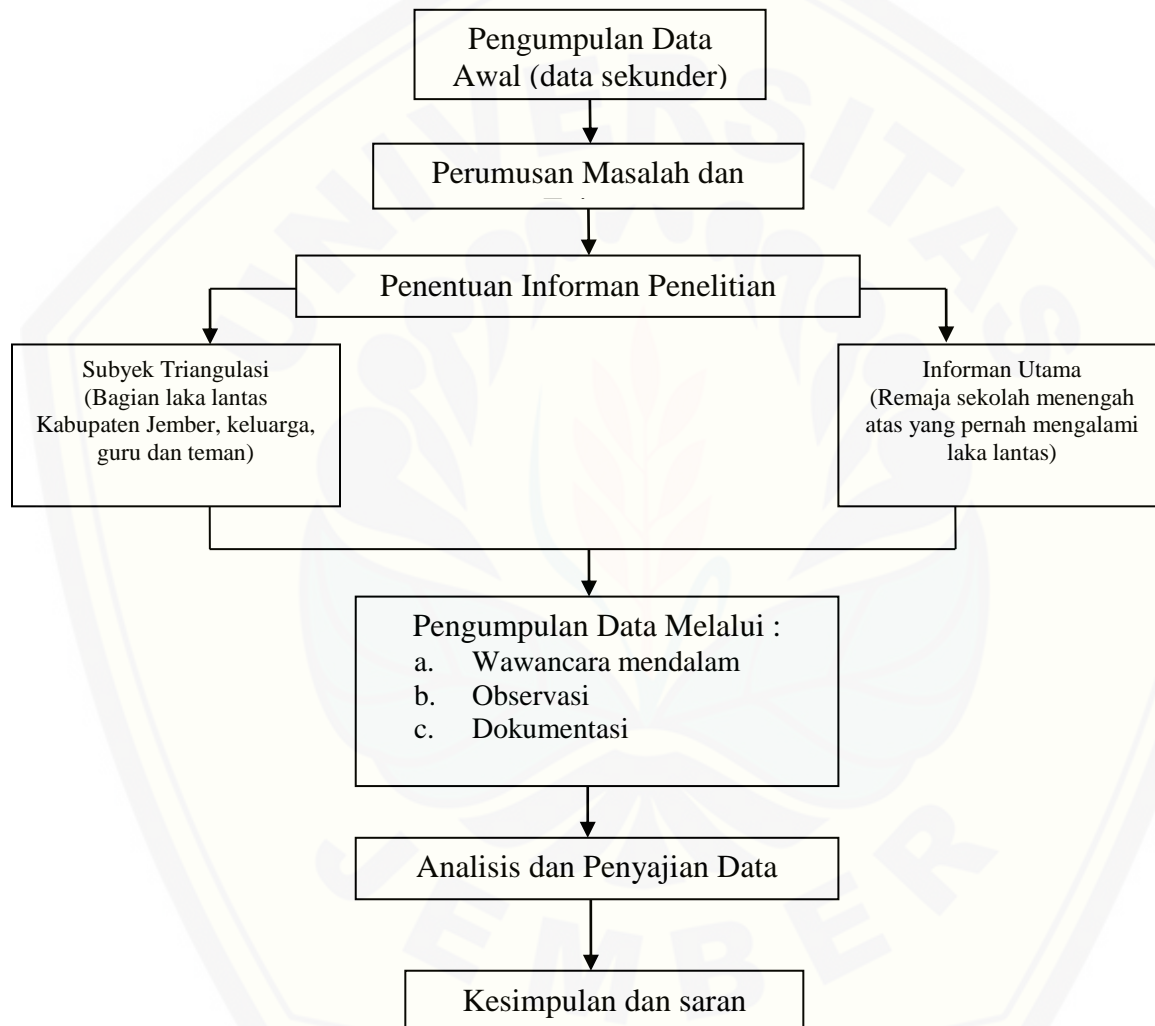 Pengumpulan Data
Awal (data sekunder)
Perumusan Masalah dan
Penentuan Informan Penelitian
Subyek Triangulasi
(Bagian laka lantas
Kabupaten Jember, keluarga,
guru dan teman)
Informan Utama
(Remaja sekolah menengah
atas yang pernah mengalami
laka lantas)
Pengumpulan Data Melalui :
a. Wawancara mendalam
b. Observasi
c. Dokumentasi
Analisis dan Penyajian Data
Kesimpulan dan saran
UNIVERSITAS
JEMBER